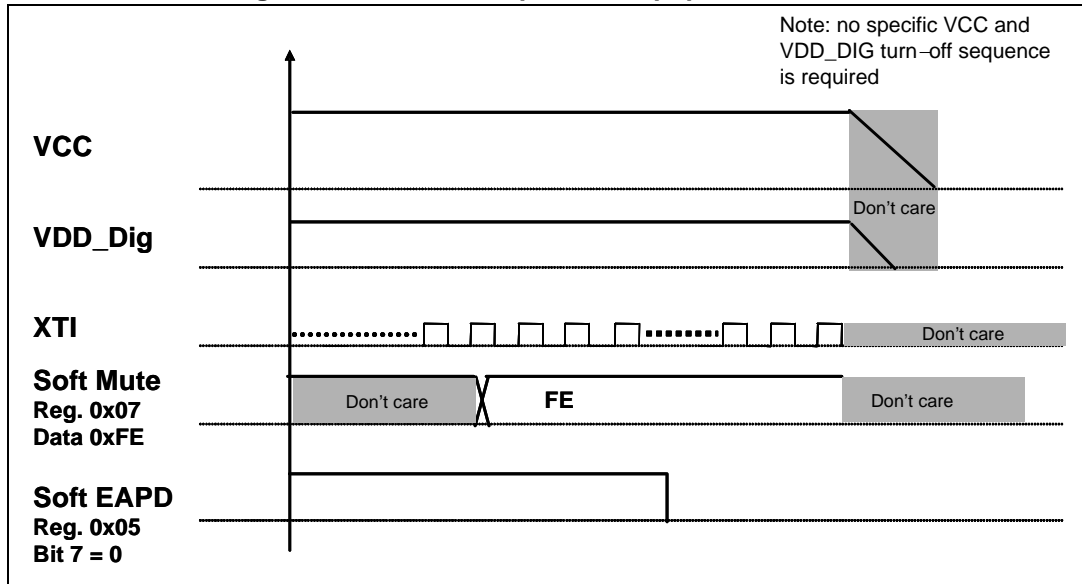 Note: no specific VCC and
VDD_DIG turn–off sequence
is required
VCC
Don't care
VDD_Dig
XTI
Don't care
Soft Mute
Reg. 0x07
Data 0xFE
Don't care
FE
Don't care
Soft EAPD
Reg. 0x05
Bit 7 = 0